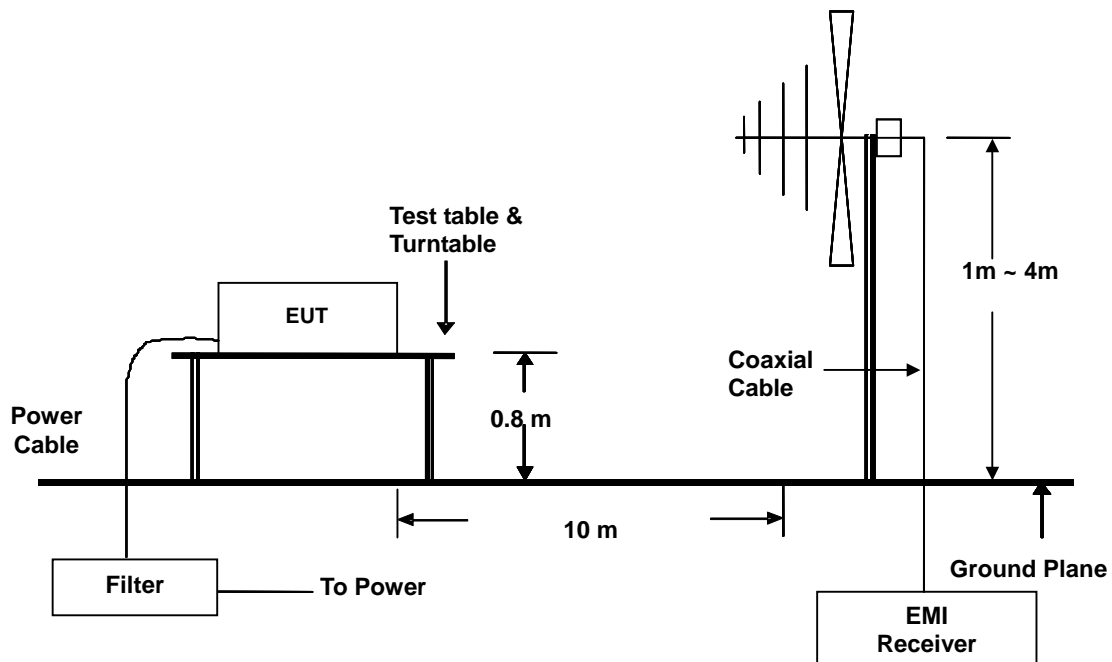 Test table &
Turntable
EUT
1m ~ 4m
Coaxial
Cable
0.8 m
Power
Cable
10 m
Filter
To Power
Ground Plane
EMI
Receiver